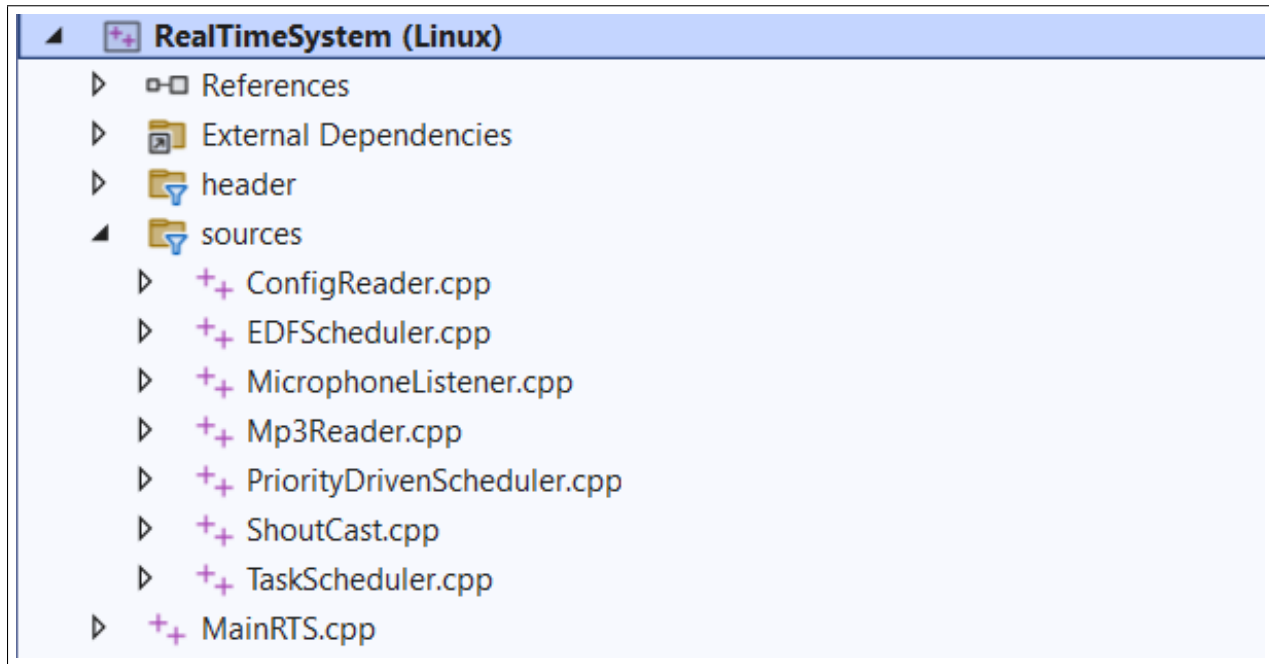 RealTimeSystem (Linux)
References
External Dependencies
header
sources
ConfigReader.cpp
EDFScheduler.cpp
MicrophoneListener.cpp
Mp3Reader.cpp
PriorityDrivenScheduler.cpp
ShoutCast.cpp
TaskScheduler.cpp
MainRTS.cpp